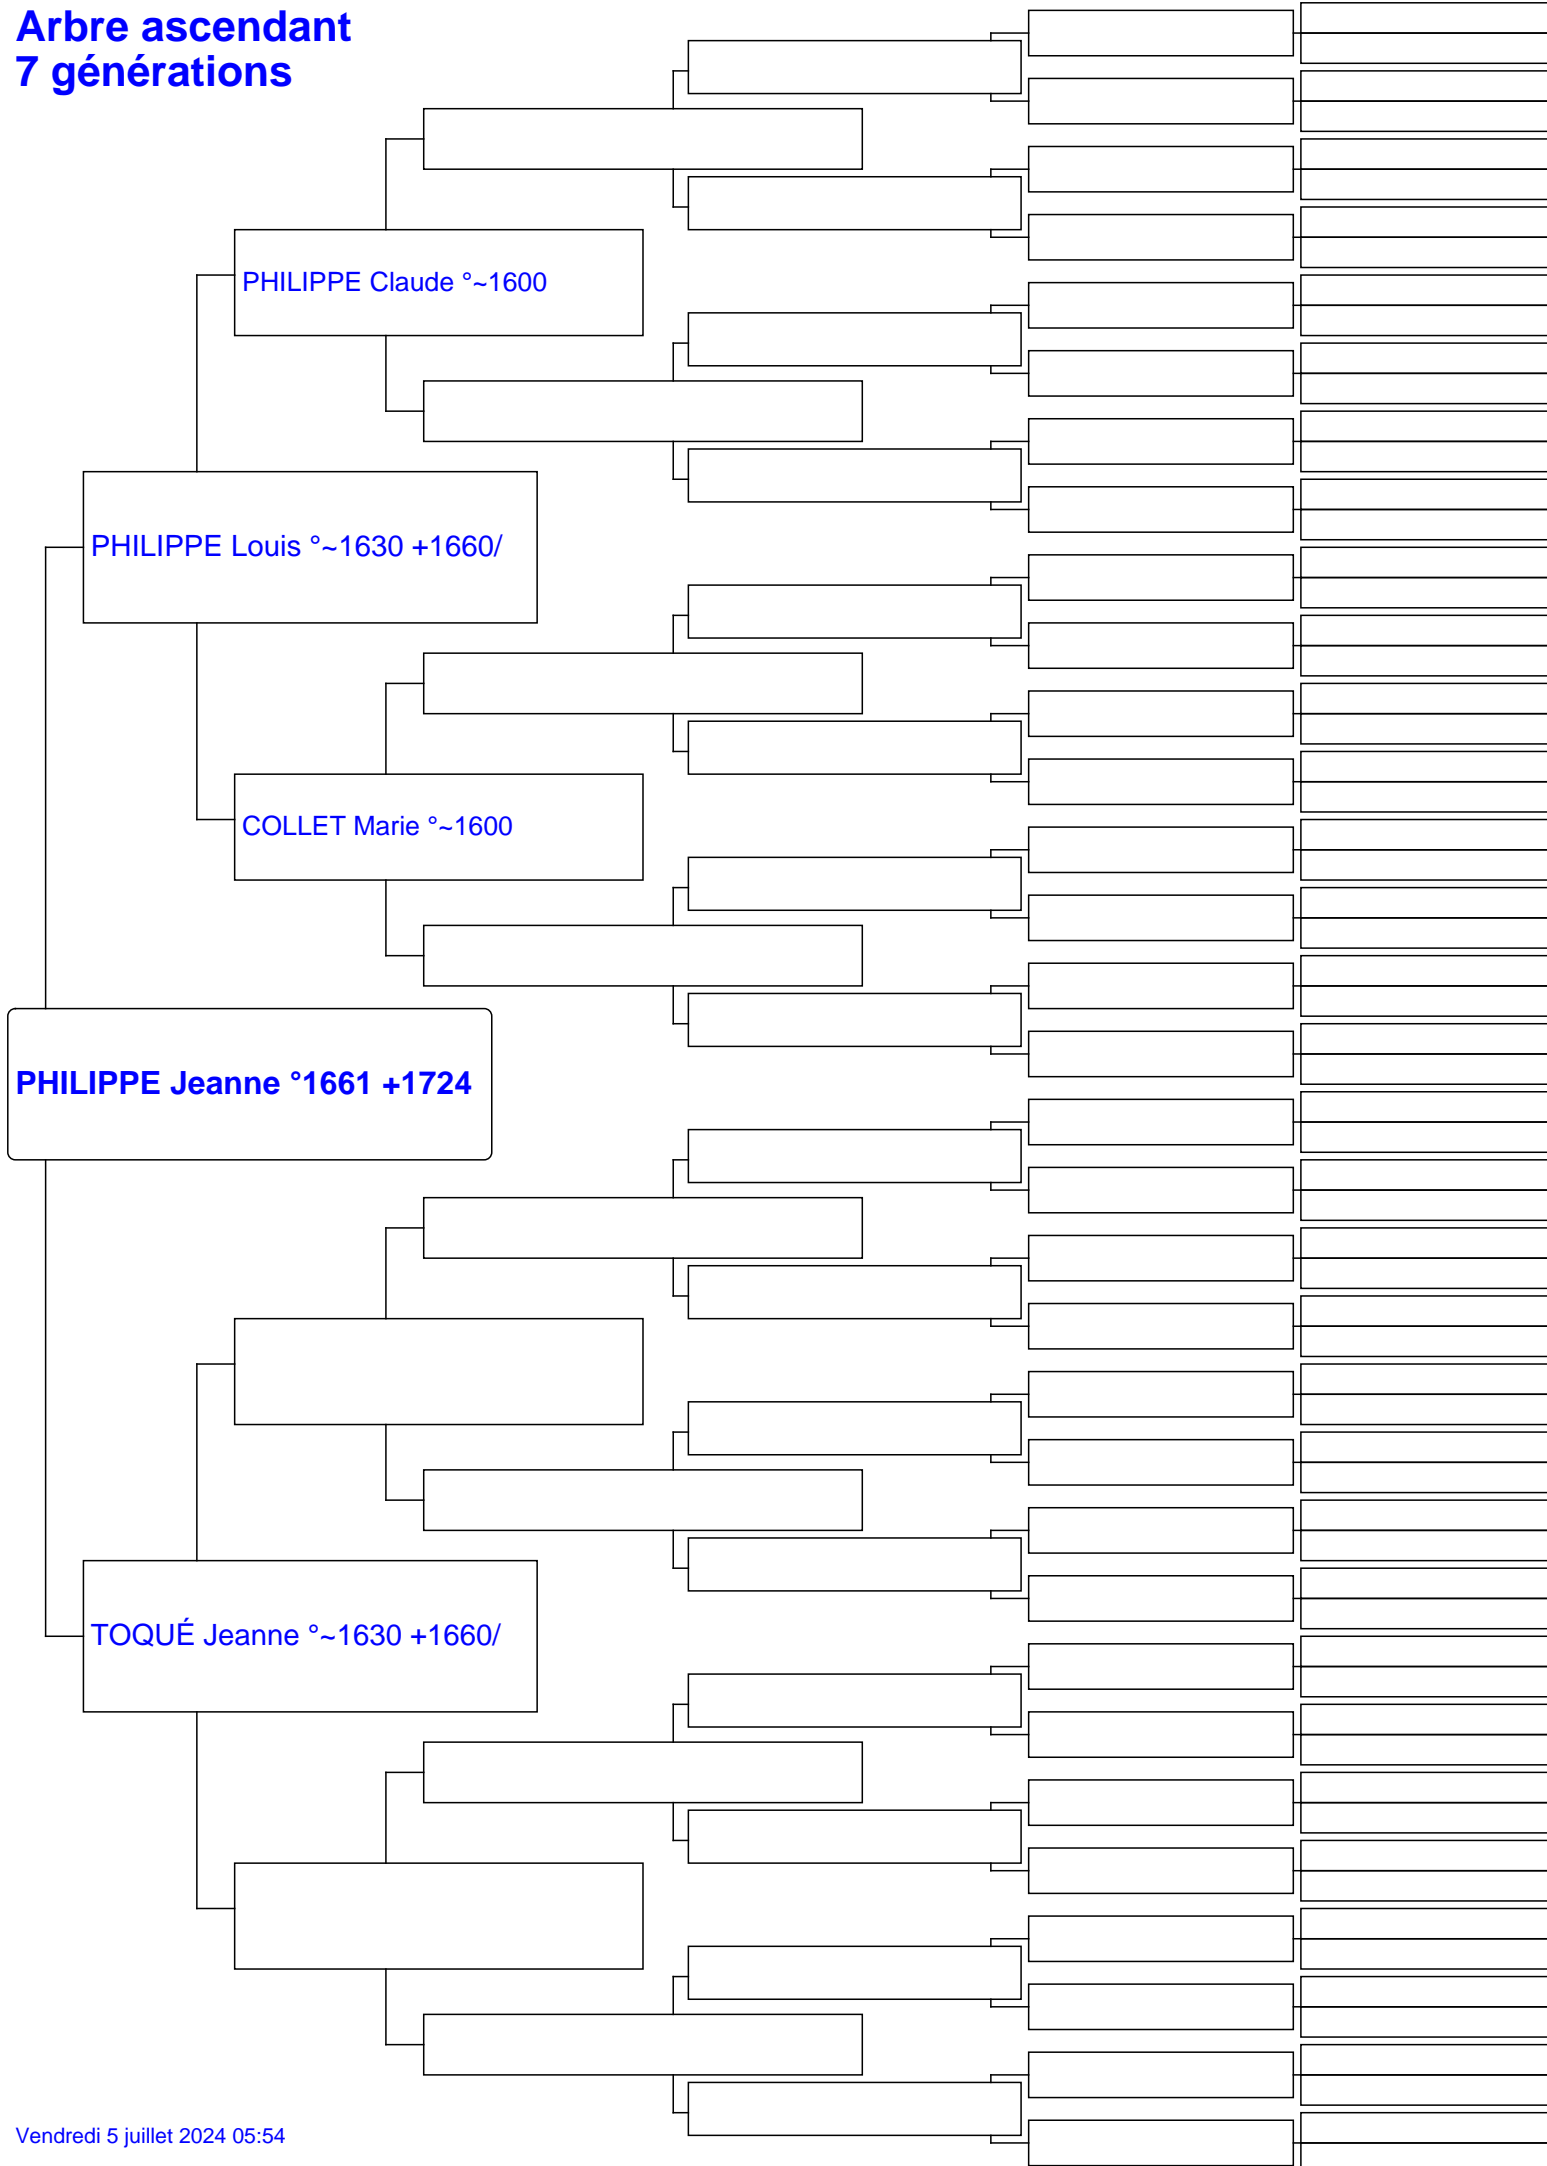 Arbre ascendant
7 générations
PHILIPPE Claude °~1600
PHILIPPE Louis °~1630 +1660/
COLLET Marie °~1600
PHILIPPE Jeanne °1661 +1724
TOQUÉ Jeanne °~1630 +1660/
Vendredi 5 juillet 2024 05:54